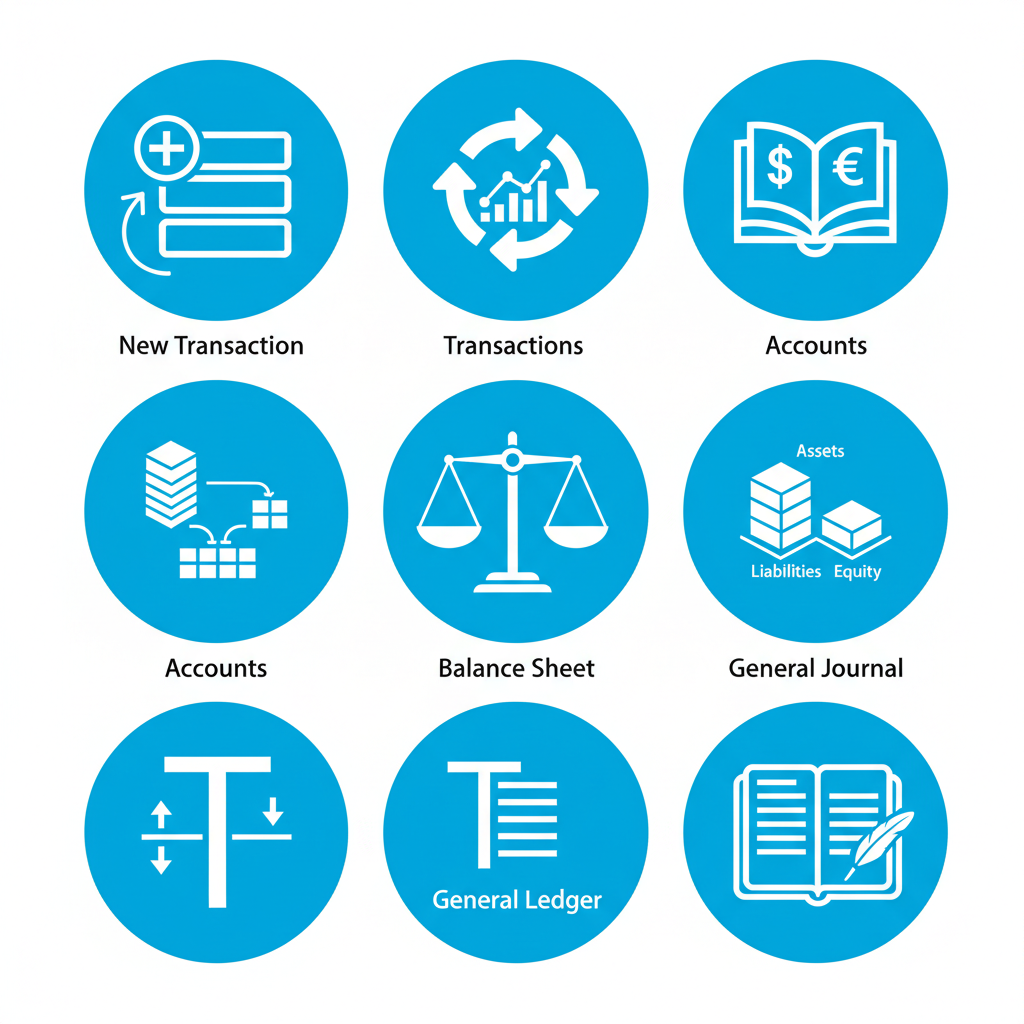 $ €
New Transaction
Transactions
Accounts
Assets
Liabilities Equity
Accounts
Balance Sheet
General Journal
T
T
General Ledger